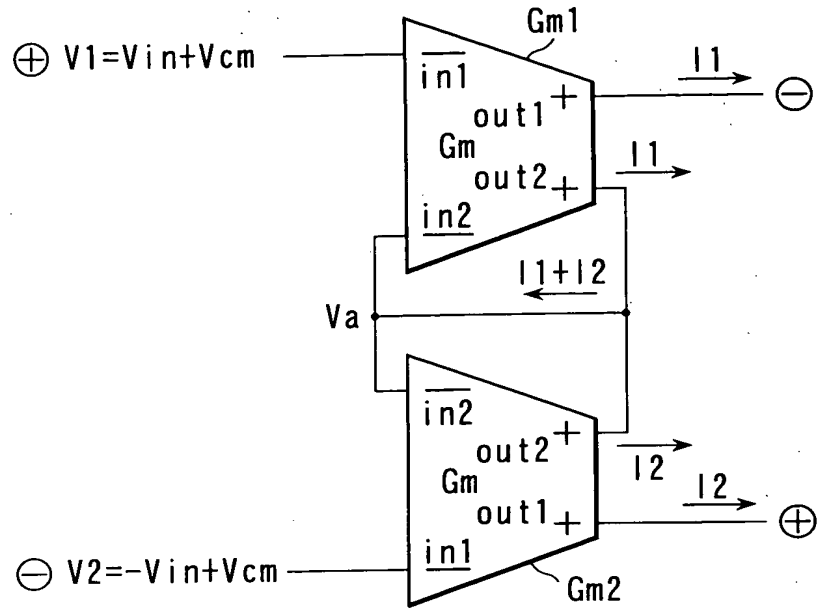 Gm1
⊕ V1=Vin+Vcm
in1
I1
out1 +
⊖
Gm
I1
out2 +
in2
I1+I2
Va
in2
out2 +
I2
Gm
I2
out1 +
⊕
in1
⊖ V2=-Vin+Vcm
Gm2